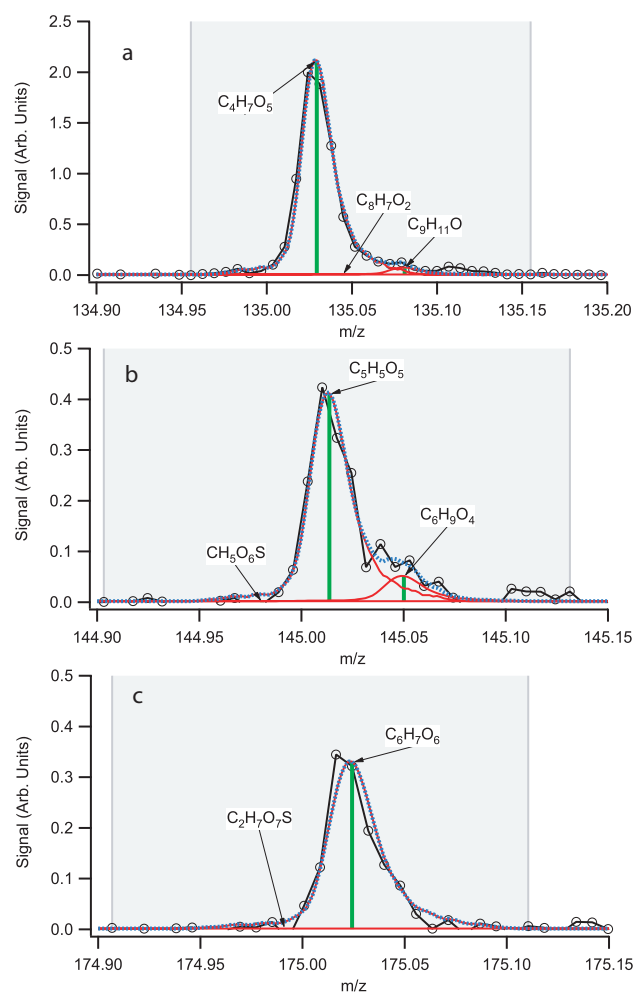 a
Signal (Arb. Units)
2.5
2.0
1.5
1.0
0.5
0.0
C₄H₇O₅
C₈H₇O₂
C₉H₁₁O
134.90 134.95 135.00 135.05 135.10 135.15 135.20
m/z
b
Signal (Arb. Units)
0.5
0.4
0.3
0.2
0.1
0.0
C₅H₅O₅
C₆H₉O₄
CH₅O₆S
144.90 144.95 145.00 145.05 145.10 145.15
m/z
c
Signal (Arb. Units)
0.5
0.4
0.3
0.2
0.1
0.0
C₆H₇O₆
C₂H₇O₇S
174.90 174.95 175.00 175.05 175.10 175.15
m/z